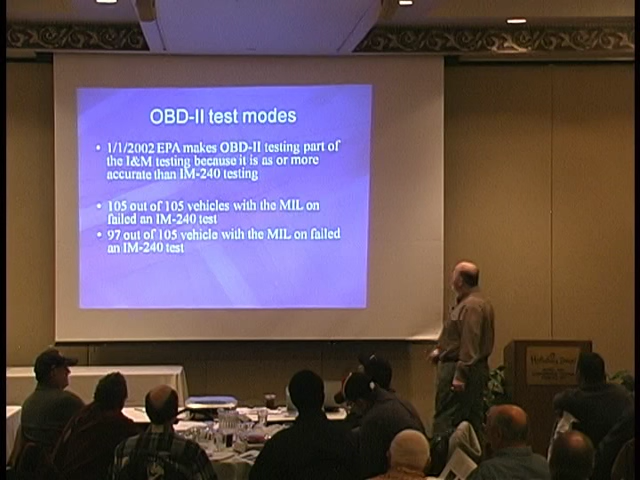 OBD-II test modes
• 1/1/2002 EPA makes OBD-II testing part of
the I&M testing because it is as or more
accurate than IM-240 testing
• 105 out of 105 vehicles with the MIL on
failed an IM-240 test
• 97 out of 105 vehicle with the MIL on failed
an IM-240 test
Holiday Inn